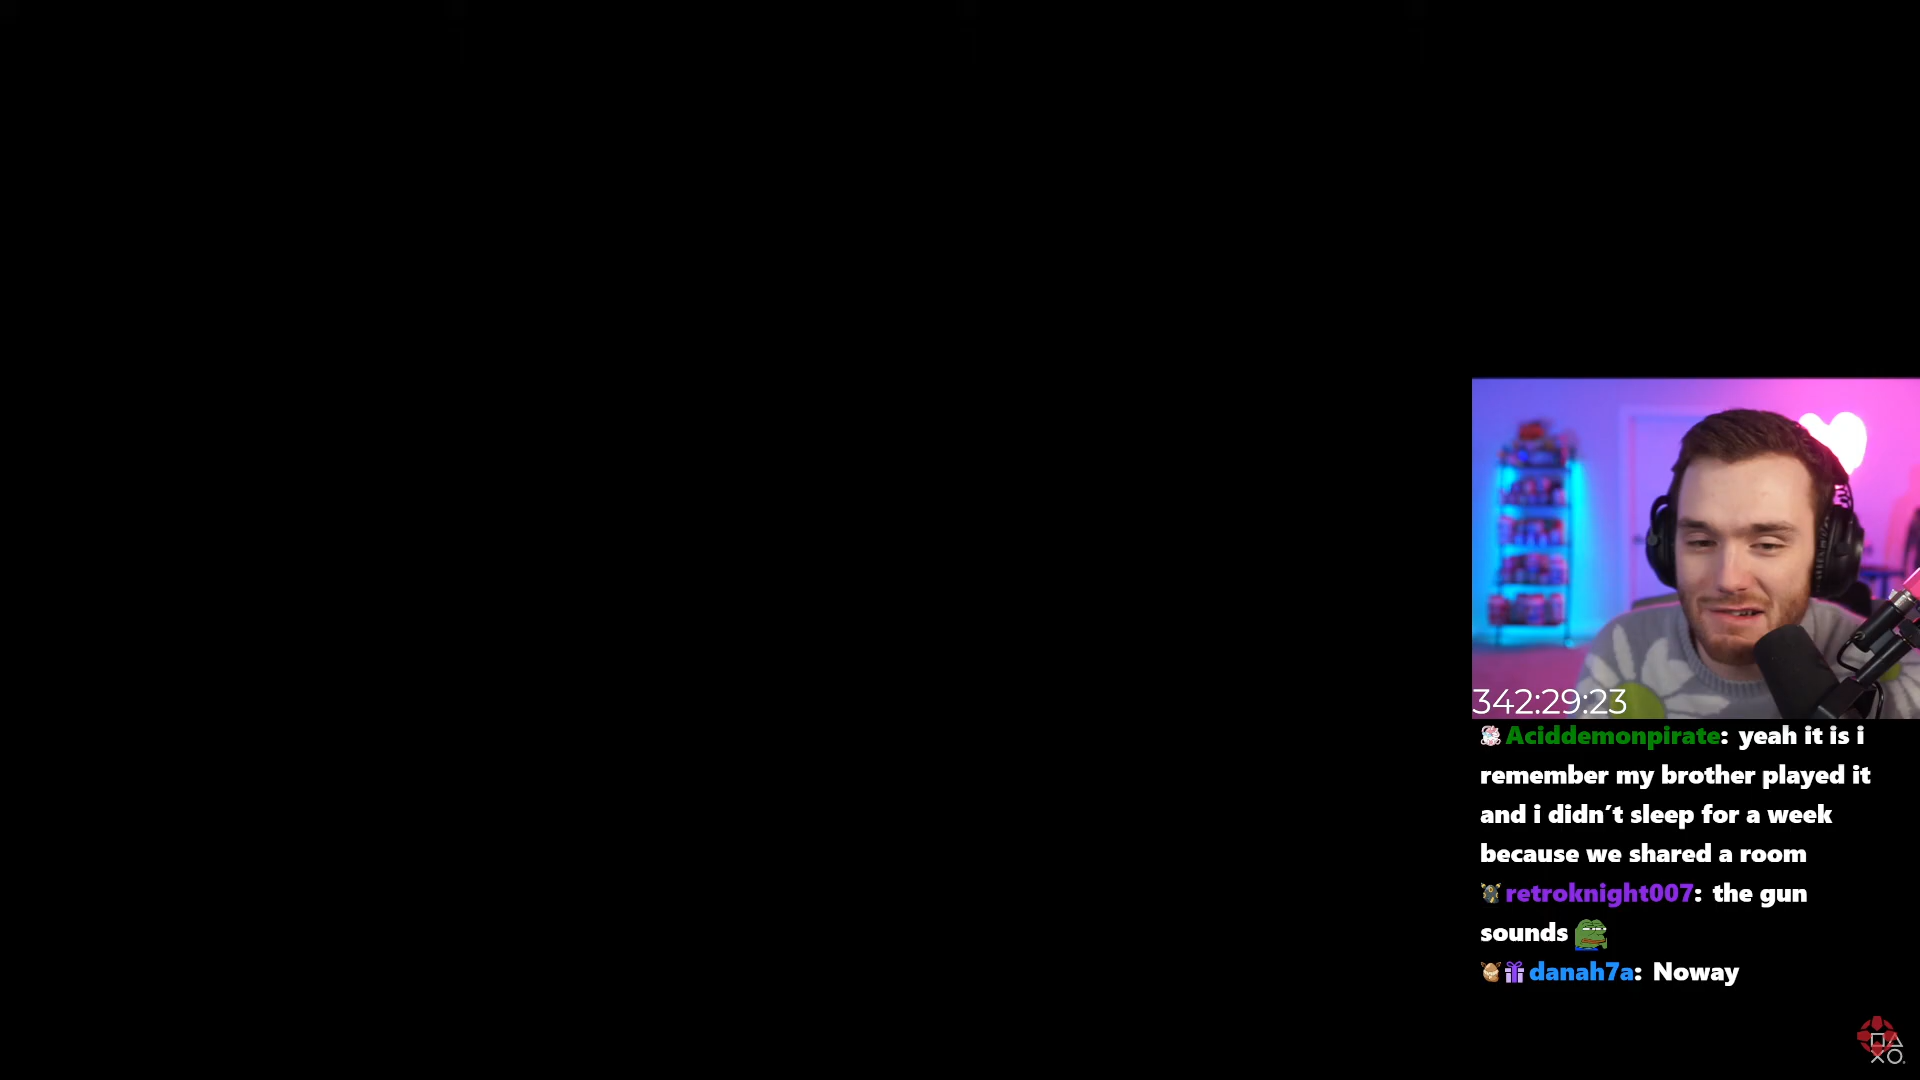 342:29:23
Aciddemonpirate: yeah it is i
remember my brother played it
and i didn´t sleep for a week
because we shared a room
retroknight007: the gun
sounds
danah7a: Noway